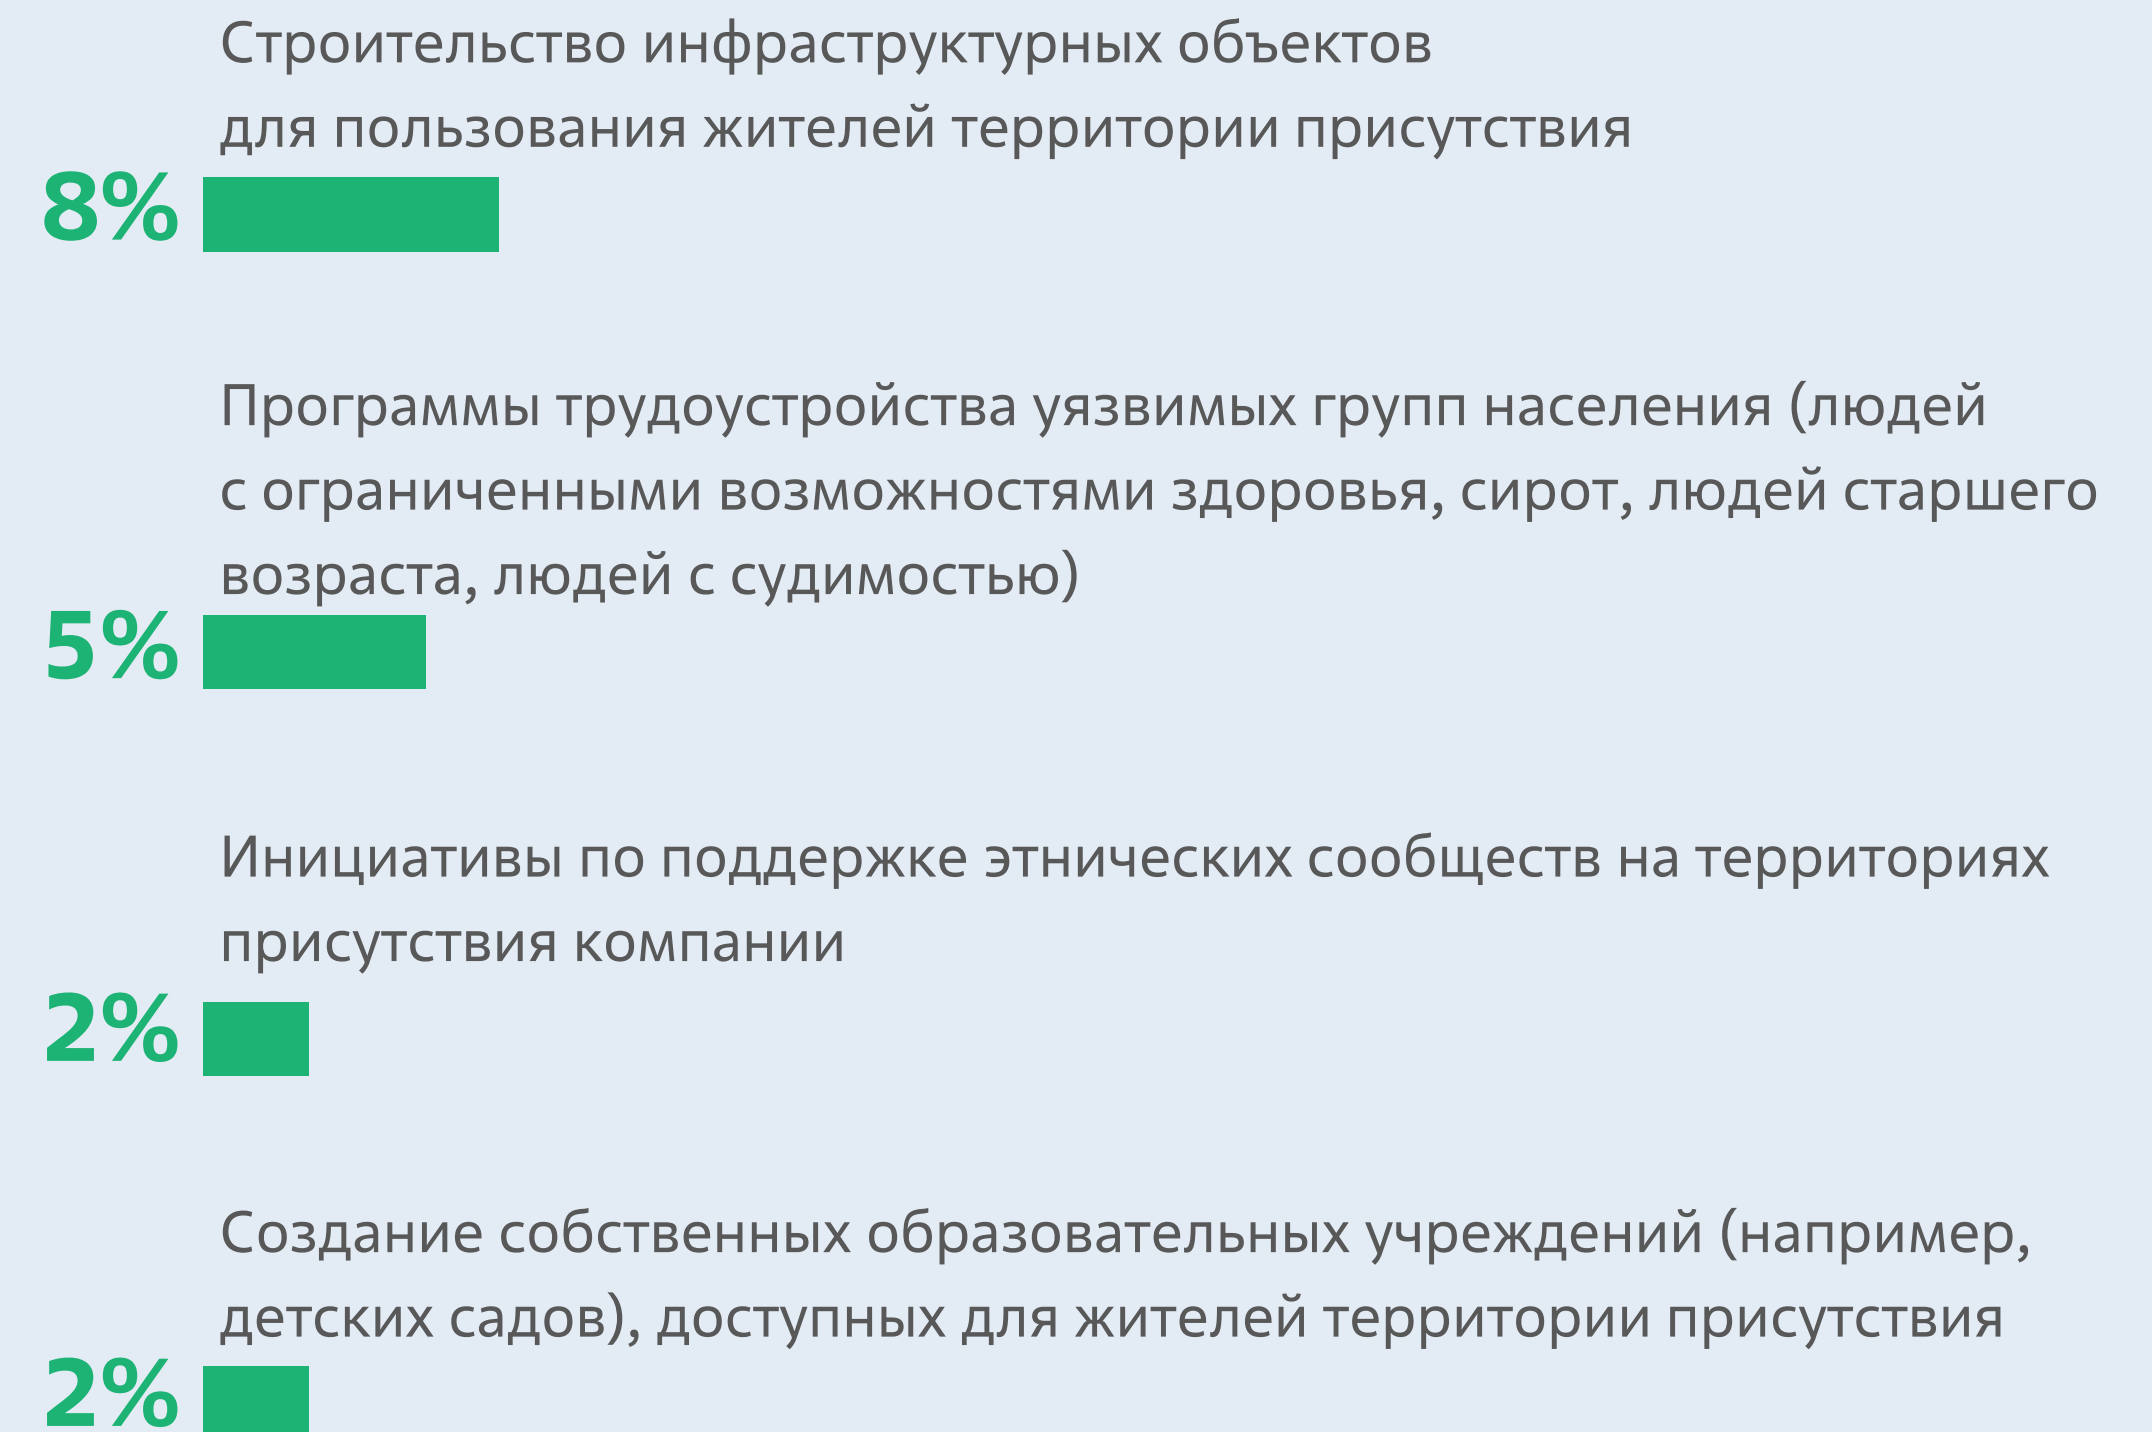 Строительство инфраструктурных объектов
для пользования жителей территории присутствия
8%
Программы трудоустройства уязвимых групп населения (людей
с ограниченными возможностями здоровья, сирот, людей старшего
возраста, людей с судимостью)
5%
Инициативы по поддержке этнических сообществ на территориях
присутствия компании
2%
Создание собственных образовательных учреждений (например,
детских садов), доступных для жителей территории присутствия
2%